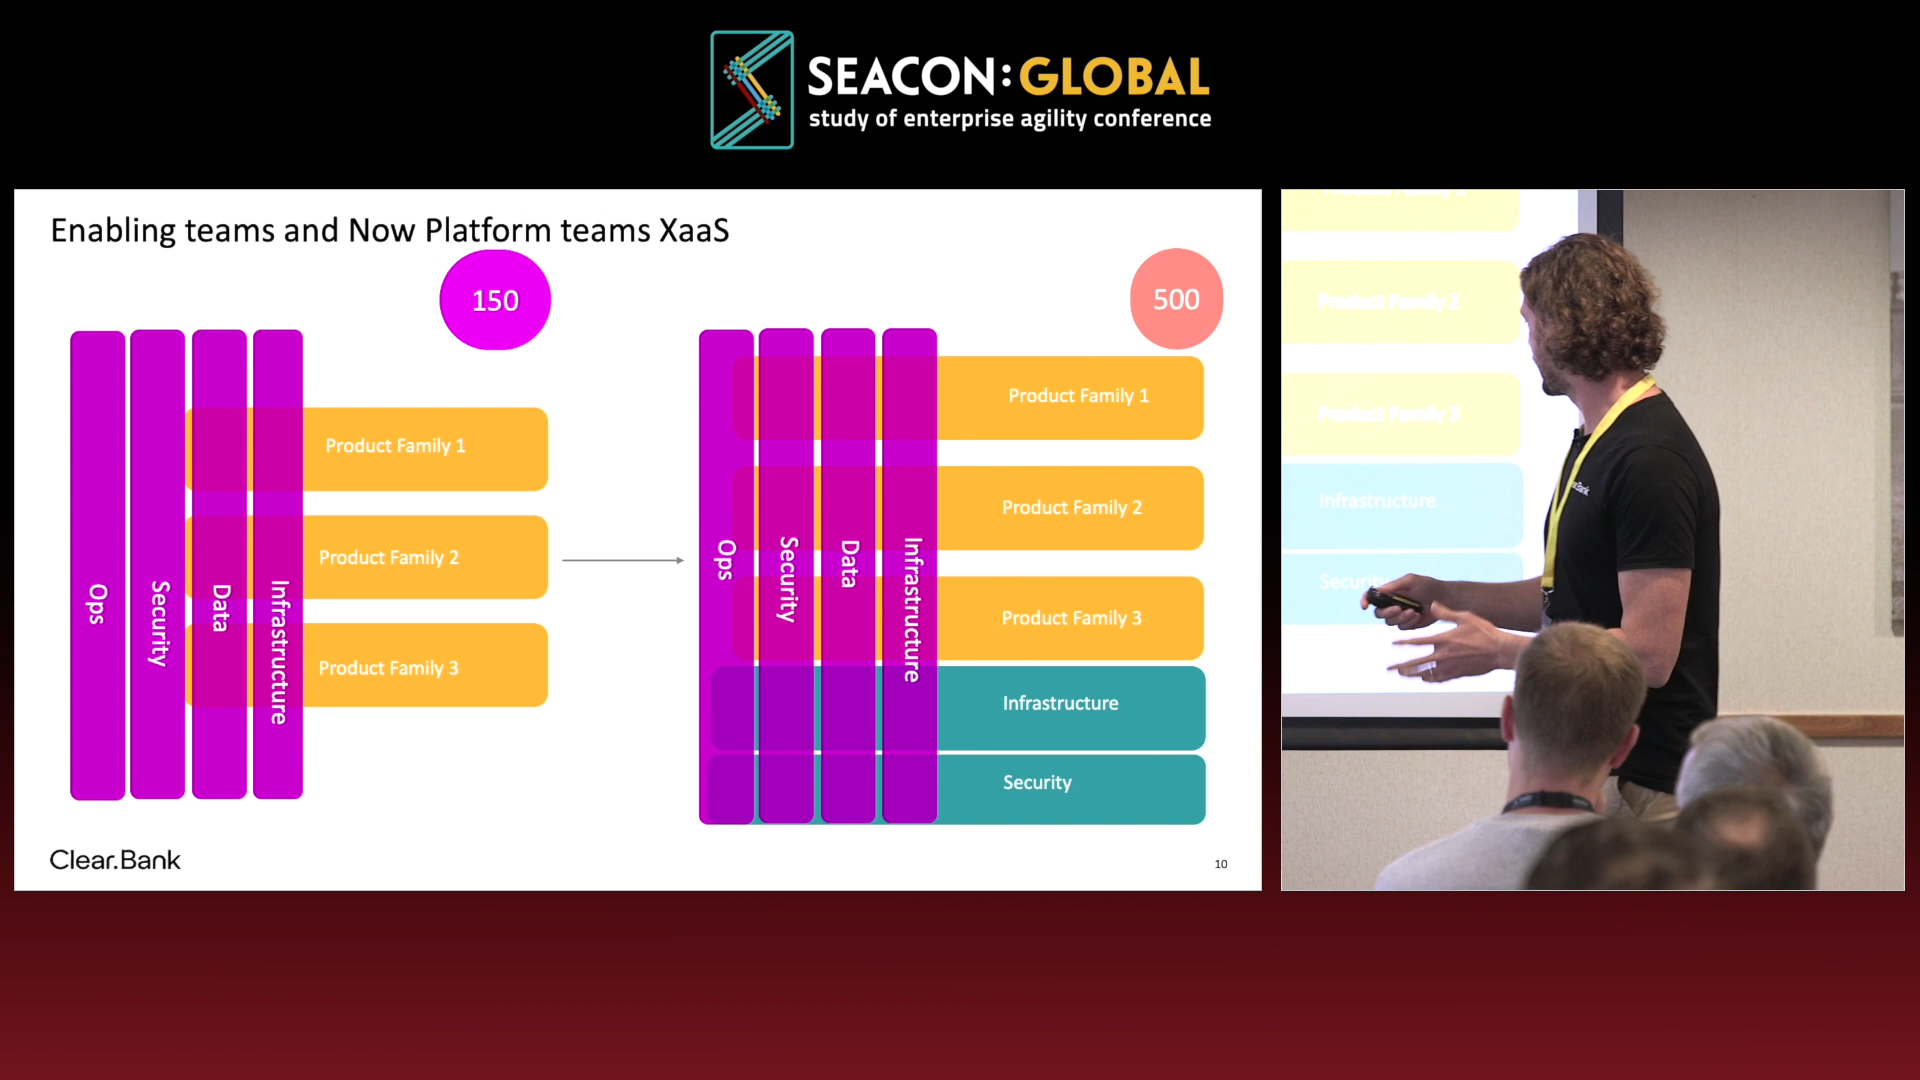 SEACON:GLOBAL
study of enterprise agility conference
Enabling teams and Now Platform teams XaaS
150
500
Ops
Security
Data
Infrastructure
Product Family 1
Product Family 2
Product Family 3
Ops
Security
Data
Infrastructure
Product Family 1
Product Family 2
Product Family 3
Infrastructure
Security
Clear.Bank
10
Product Family 2
Product Family 3
Infrastructure
Security